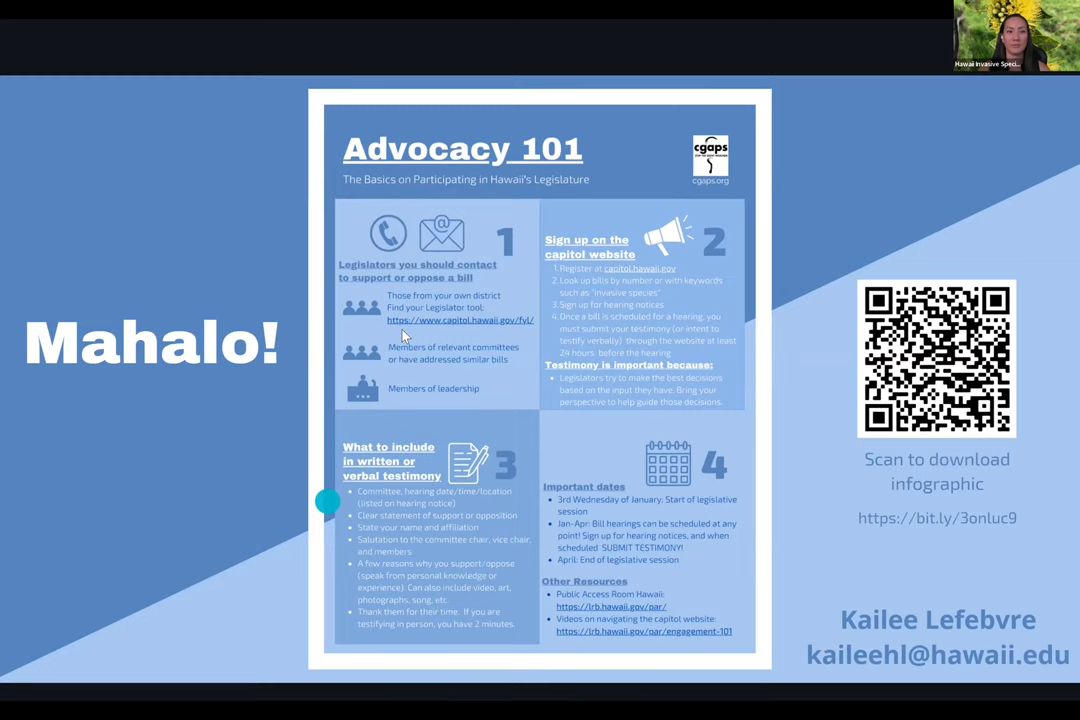 Hawaii Invasive Speci...
Mahalo!
Advocacy 101
The Basics on Participating in Hawaii's Legislature
cgaps
cgaps.org
1
Legislators you should contact
to support or oppose a bill
Those from your own district
Find your Legislator tool:
https://www.capitol.hawaii.gov/fyl/
Members of relevant committees
or have addressed similar bills
Members of leadership
2
Sign up on the
capitol website
1. Register at capitol.hawaii.gov
2. Look up bills by number or with keywords
such as "invasive species"
3. Sign up for hearing notices
4. Once a bill is scheduled for a hearing, you
must submit your testimony (or intent to
testify verbally) through the website at least
24 hours before the hearing
Testimony is important because:
• Legislators try to make the best decisions
based on the input they have. Bring your
perspective to help guide those decisions.
3
What to include
in written or
verbal testimony
• Committee, hearing date/time/location
(listed on hearing notice)
• Clear statement of support or opposition
• State your name and affiliation
• Salutation to the committee chair, vice chair,
and members
• A few reasons why you support/oppose
(speak from personal knowledge or
experience). Can also include video, art,
photographs, song, etc.
• Thank them for their time. If you are
testifying in person, you have 2 minutes.
4
Important dates
• 3rd Wednesday of January: Start of legislative
session
• Jan-Apr: Bill hearings can be scheduled at any
point! Sign up for hearing notices, and when
scheduled SUBMIT TESTIMONY!
• April: End of legislative session
Other Resources
• Public Access Room Hawaii:
https://lrb.hawaii.gov/par/
• Videos on navigating the capitol website:
https://lrb.hawaii.gov/par/engagement-101
Scan to download
infographic
https://bit.ly/3onluc9
Kailee Lefebvre
kaileehl@hawaii.edu